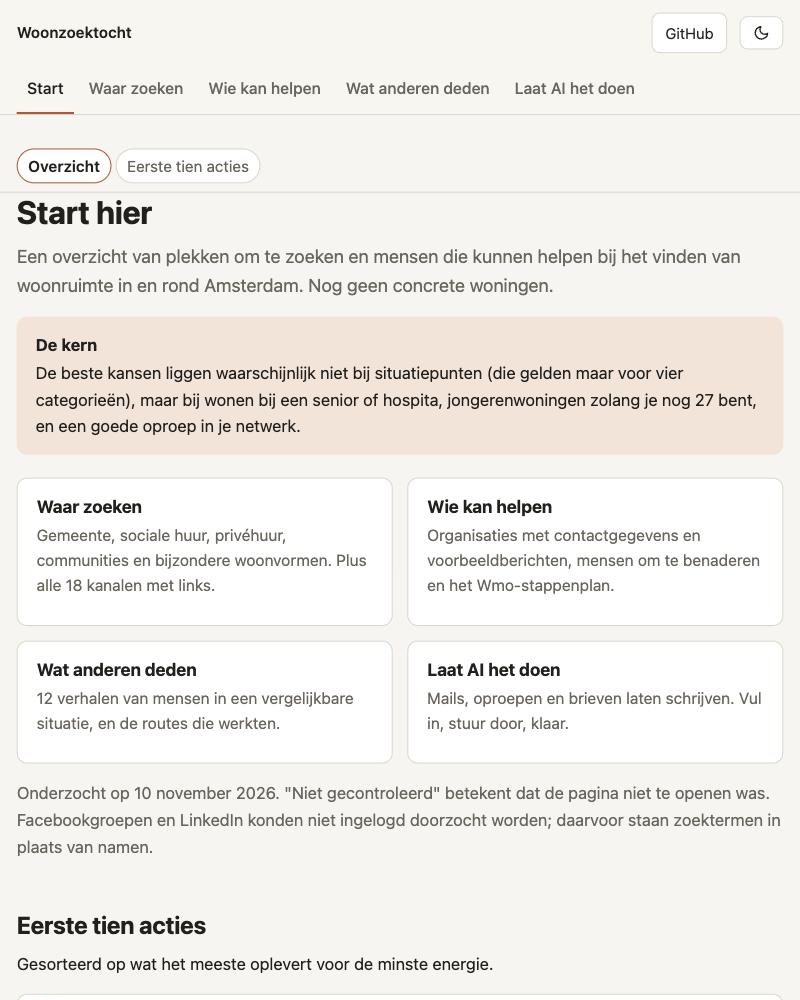 Woonzoektocht
GitHub
Start
Waar zoeken
Wie kan helpen
Wat anderen deden
Laat AI het doen
Overzicht
Eerste tien acties
Start hier
Een overzicht van plekken om te zoeken en mensen die kunnen helpen bij het vinden van
woonruimte in en rond Amsterdam. Nog geen concrete woningen.
De kern
De beste kansen liggen waarschijnlijk niet bij situatiepunten (die gelden maar voor vier
categorieën), maar bij wonen bij een senior of hospita, jongerenwoningen zolang je nog 27 bent,
en een goede oproep in je netwerk.
Waar zoeken
Gemeente, sociale huur, privéhuur,
communities en bijzondere woonvormen. Plus
alle 18 kanalen met links.
Wie kan helpen
Organisaties met contactgegevens en
voorbeeldberichten, mensen om te benaderen
en het Wmo-stappenplan.
Wat anderen deden
12 verhalen van mensen in een vergelijkbare
situatie, en de routes die werkten.
Laat AI het doen
Mails, oproepen en brieven laten schrijven. Vul
in, stuur door, klaar.
Onderzocht op 10 november 2026. "Niet gecontroleerd" betekent dat de pagina niet te openen was.
Facebookgroepen en LinkedIn konden niet ingelogd doorzocht worden; daarvoor staan zoektermen in
plaats van namen.
Eerste tien acties
Gesorteerd op wat het meeste oplevert voor de minste energie.